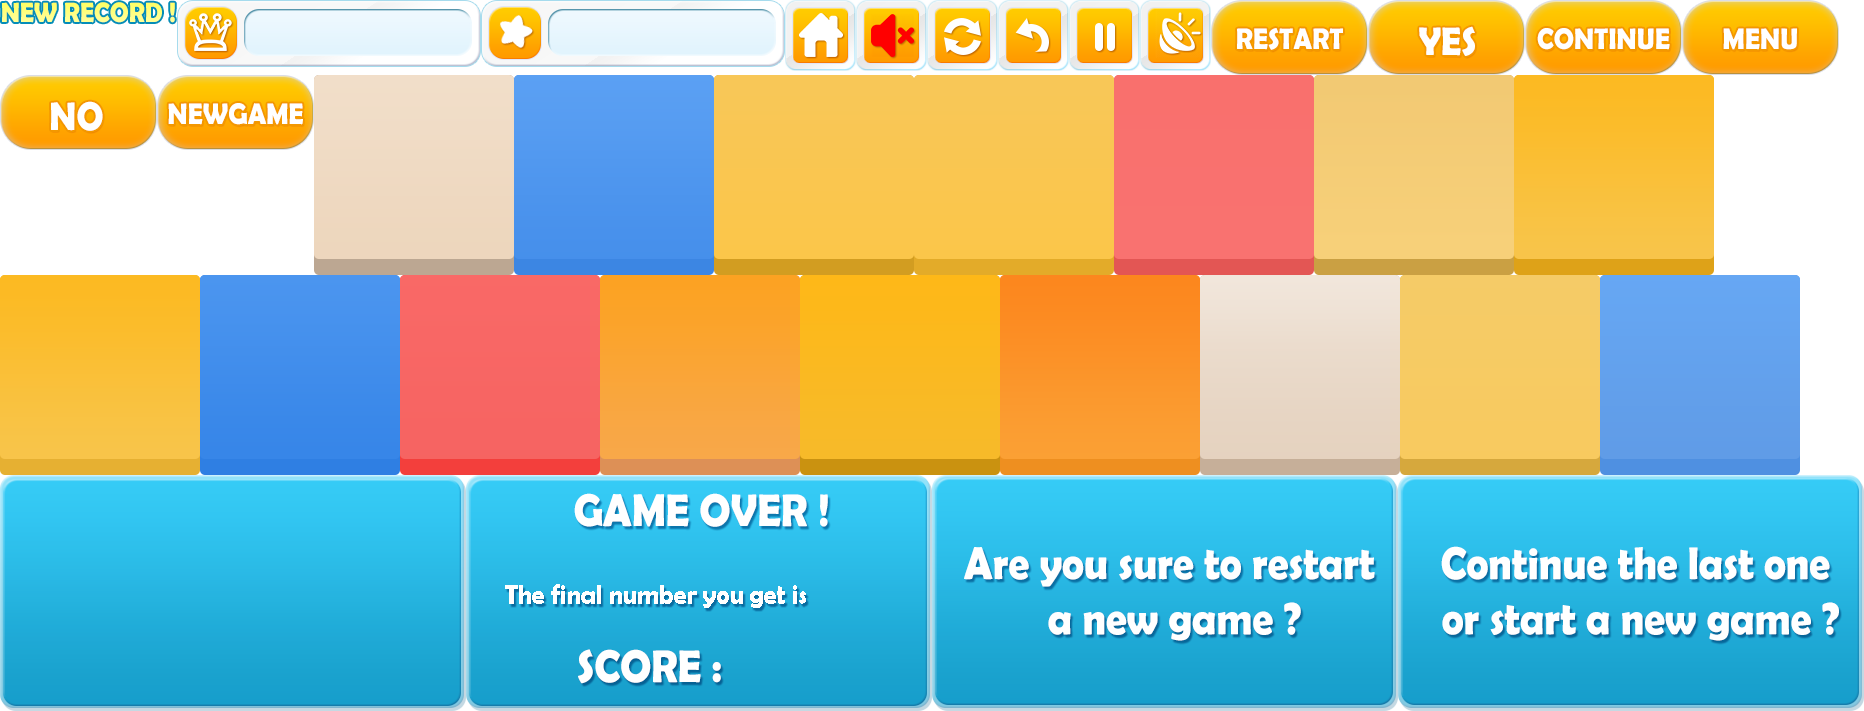 NEW RECORD !
RESTART
YES
CONTINUE
MENU
NO
NEWGAME
GAME OVER !
The final number you get is
SCORE :
Are you sure to restart
a new game ?
Continue the last one
or start a new game ?